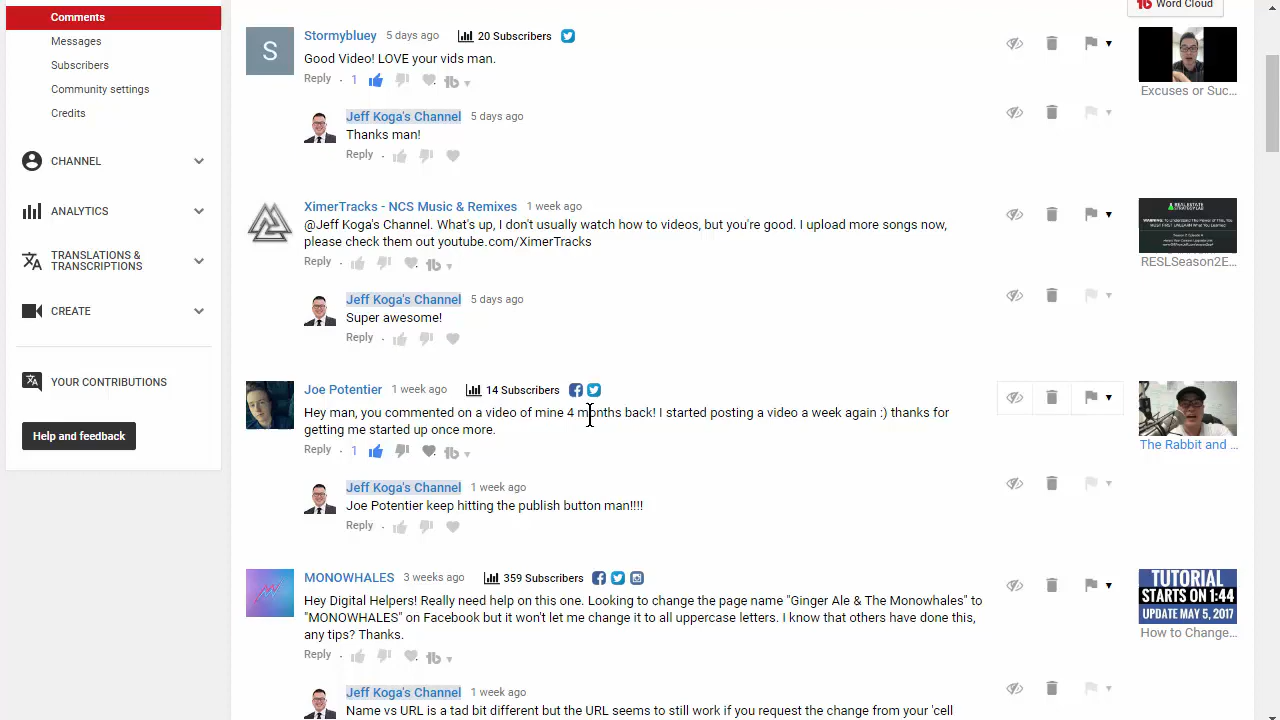 Comments
Messages
Subscribers
Community settings
Credits
CHANNEL
ANALYTICS
TRANSLATIONS &
TRANSCRIPTIONS
CREATE
YOUR CONTRIBUTIONS
Help and feedback
Word Cloud
S
Stormybluey 5 days ago 20 Subscribers
Good Video! LOVE your vids man.
Reply · 1
Excuses or Suc...
Jeff Koga's Channel 5 days ago
Thanks man!
Reply ·
XimerTracks - NCS Music & Remixes 1 week ago
@Jeff Koga's Channel. Whats up, I don't usually watch how to videos, but you're good. I upload more songs now,
please check them out youtube.com/XimerTracks
Reply ·
RESLSeason2E...
Jeff Koga's Channel 5 days ago
Super awesome!
Reply ·
Joe Potentier 1 week ago 14 Subscribers
Hey man, you commented on a video of mine 4 months back! I started posting a video a week again :) thanks for
getting me started up once more.
Reply · 1
The Rabbit and ...
Jeff Koga's Channel 1 week ago
Joe Potentier keep hitting the publish button man!!!!
Reply ·
MONOWHALES 3 weeks ago 359 Subscribers
Hey Digital Helpers! Really need help on this one. Looking to change the page name "Ginger Ale & The Monowhales" to
"MONOWHALES" on Facebook but it won't let me change it to all uppercase letters. I know that others have done this,
any tips? Thanks.
Reply ·
TUTORIAL
STARTS ON 1:44
UPDATE MAY 5, 2017
How to Change...
Jeff Koga's Channel 1 week ago
Name vs URL is a tad bit different but the URL seems to still work if you request the change from your 'cell